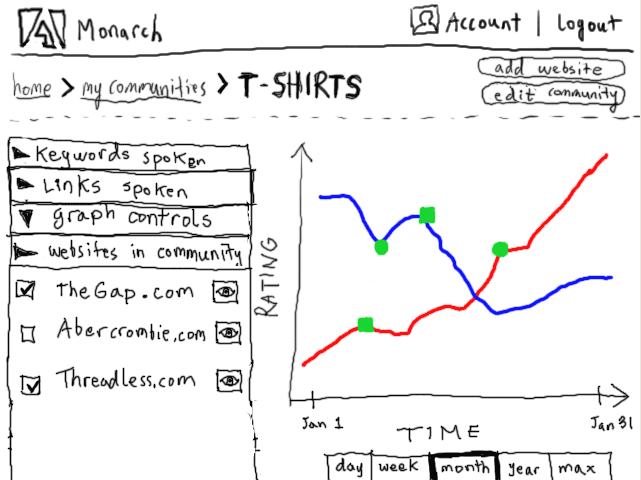 Monarch
Account | Logout
home > my communities > T-SHIRTS
add website
edit community
Keywords spoken
Links spoken
graph controls
websites in community
TheGap.com
Abercrombie.com
Threadless.com
RATING
Jan 1
Jan 31
TIME
day week month year max